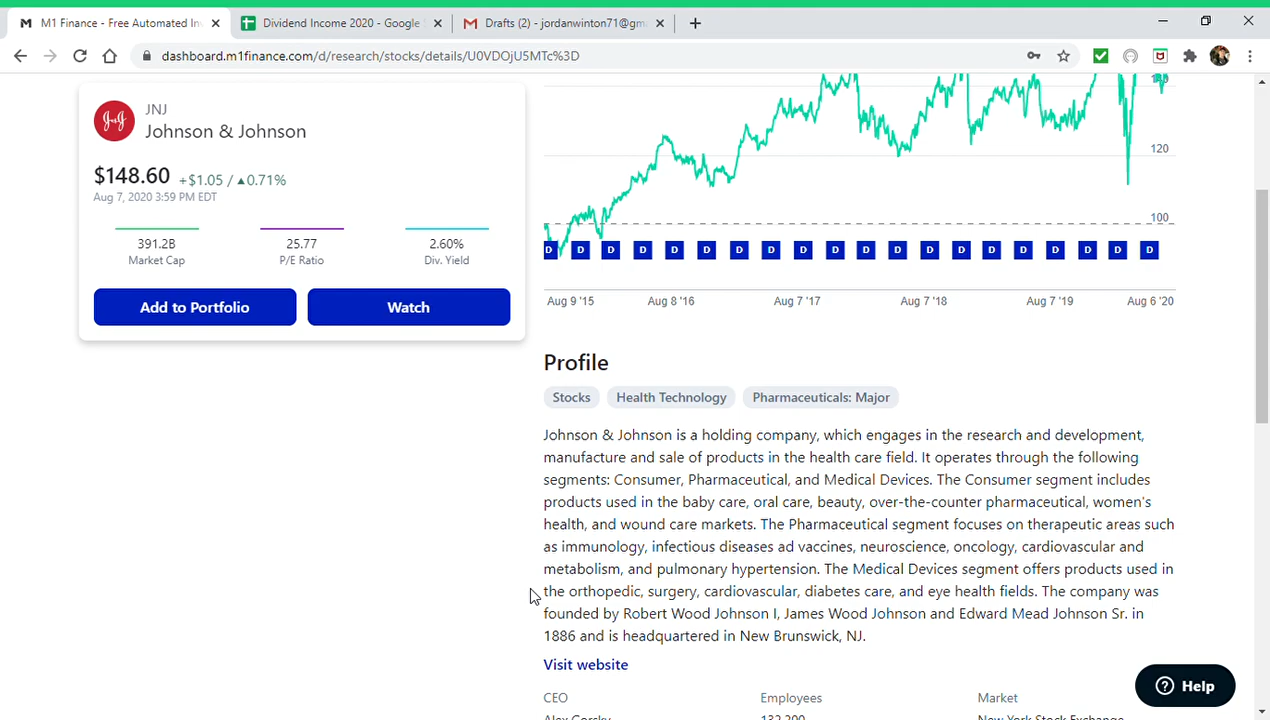 M1 Finance - Free Automated Inv
Dividend Income 2020 - Google S
Drafts (2) - jordanwinton71@gm
dashboard.m1finance.com/d/research/stocks/details/U0VDOjU5MTc%3D
JNJ
Johnson & Johnson
$148.60 +$1.05 / ▲0.71%
Aug 7, 2020 3:59 PM EDT
391.2B
Market Cap
25.77
P/E Ratio
2.60%
Div. Yield
Add to Portfolio
Watch
140
120
100
D D D D D D D D D D D D D D D D D D D D
Aug 9 '15 Aug 8 '16 Aug 7 '17 Aug 7 '18 Aug 7 '19 Aug 6 '20
Profile
Stocks Health Technology Pharmaceuticals: Major
Johnson & Johnson is a holding company, which engages in the research and development,
manufacture and sale of products in the health care field. It operates through the following
segments: Consumer, Pharmaceutical, and Medical Devices. The Consumer segment includes
products used in the baby care, oral care, beauty, over-the-counter pharmaceutical, women's
health, and wound care markets. The Pharmaceutical segment focuses on therapeutic areas such
as immunology, infectious diseases ad vaccines, neuroscience, oncology, cardiovascular and
metabolism, and pulmonary hypertension. The Medical Devices segment offers products used in
the orthopedic, surgery, cardiovascular, diabetes care, and eye health fields. The company was
founded by Robert Wood Johnson I, James Wood Johnson and Edward Mead Johnson Sr. in
1886 and is headquartered in New Brunswick, NJ.
Visit website
CEO Employees Market
Alex Gorsky 132,200 New York Stock Exchange
Help